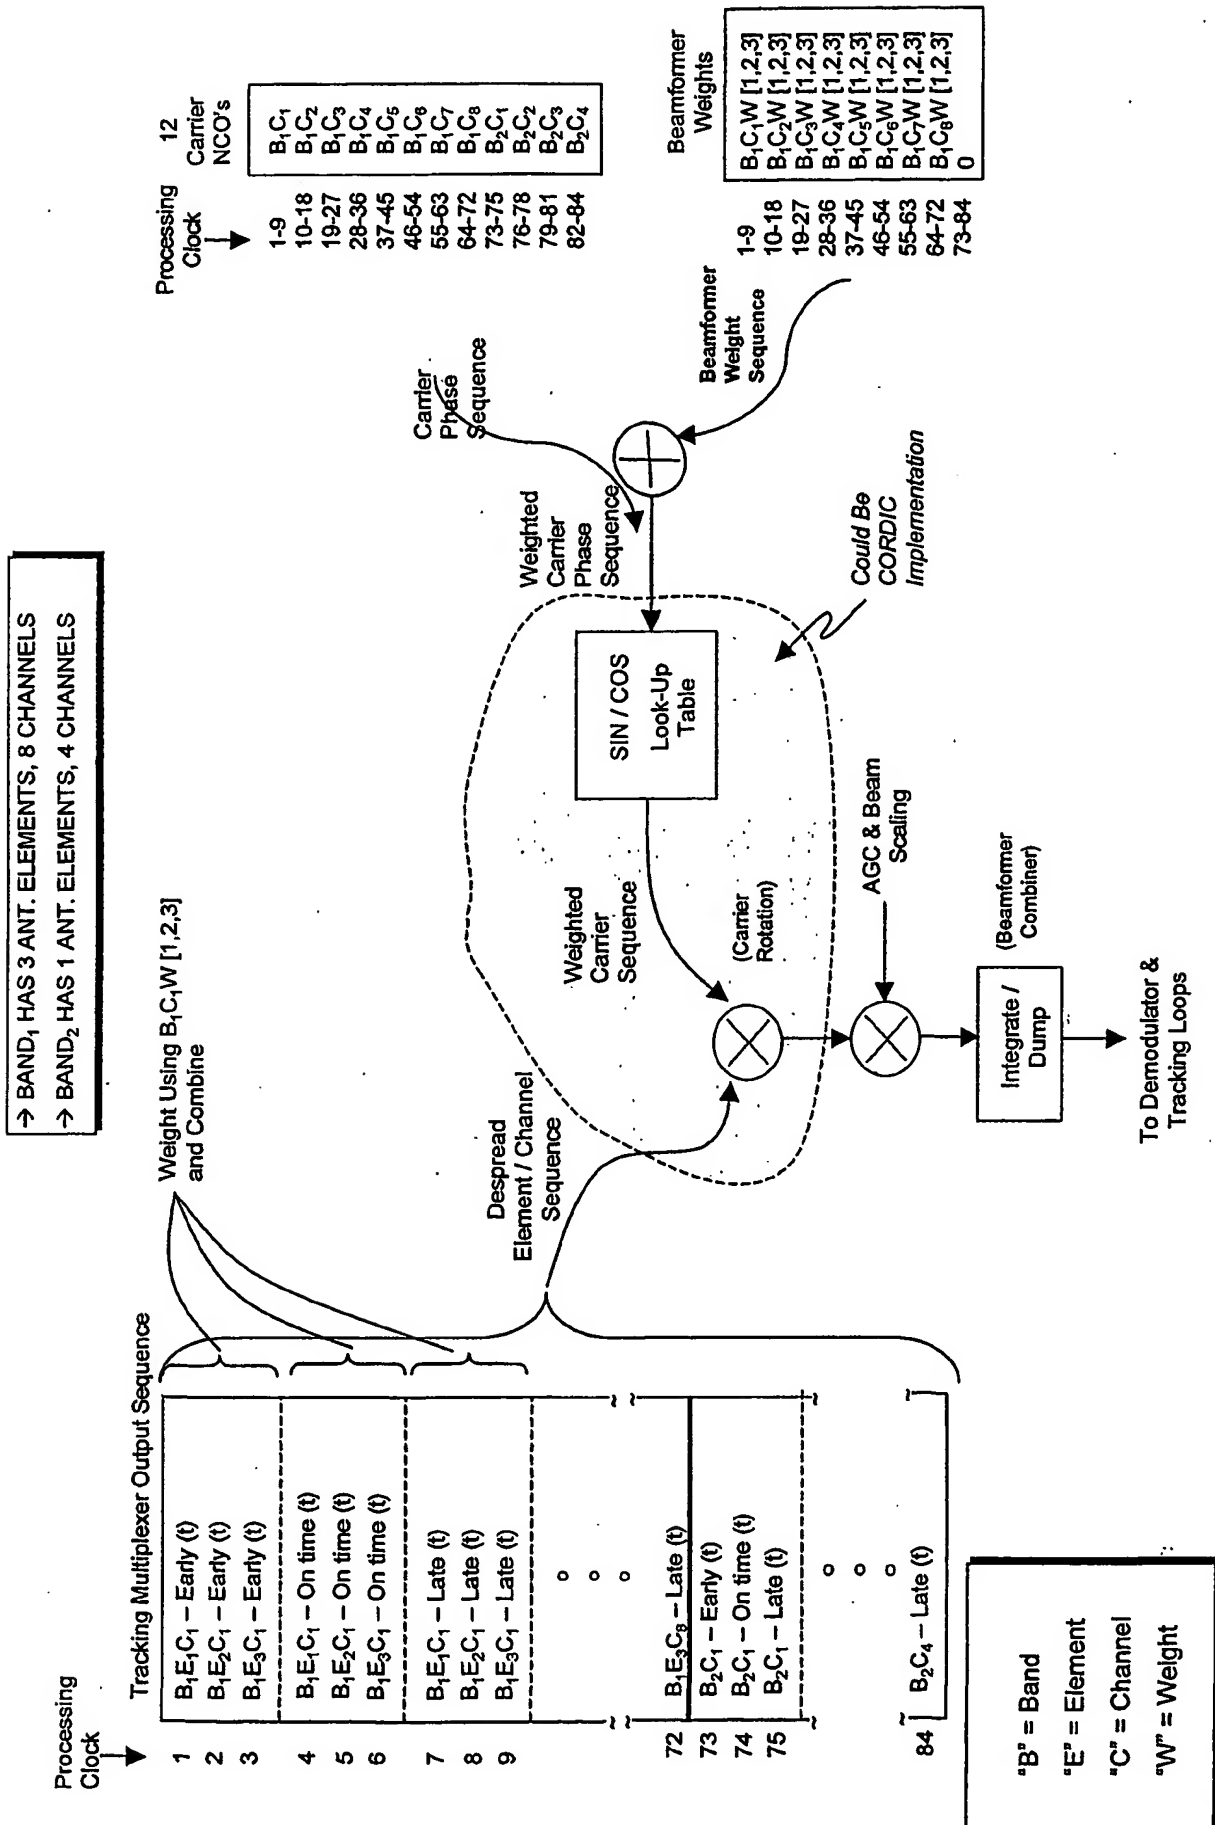 → BAND₁ HAS 3 ANT. ELEMENTS, 8 CHANNELS
→ BAND₂ HAS 1 ANT. ELEMENTS, 4 CHANNELS
Processing
Clock
Tracking Multiplexer Output Sequence
1 B₁E₁C₁ – Early (t)
2 B₁E₂C₁ – Early (t)
3 B₁E₃C₁ – Early (t)
4 B₁E₁C₁ – On time (t)
5 B₁E₂C₁ – On time (t)
6 B₁E₃C₁ – On time (t)
7 B₁E₁C₁ – Late (t)
8 B₁E₂C₁ – Late (t)
9 B₁E₃C₁ – Late (t)
72 B₁E₃C₈ – Late (t)
73 B₂C₁ – Early (t)
74 B₂C₁ – On time (t)
75 B₂C₁ – Late (t)
84 B₂C₄ – Late (t)
Weight Using B₁C₁W [1,2,3]
and Combine
Despread
Element / Channel
Sequence
Weighted
Carrier
Sequence
(Carrier
Rotation)
SIN / COS
Look-Up
Table
AGC & Beam
Scaling
Integrate /
Dump
(Beamformer
Combiner)
To Demodulator &
Tracking Loops
Weighted
Carrier
Phase
Sequence
Could Be
CORDIC
Implementation
Carrier
Phase
Sequence
Beamformer
Weight
Sequence
Processing
Clock
12
Carrier
NCO's
1-9 B₁C₁
10-18 B₁C₂
19-27 B₁C₃
28-36 B₁C₄
37-45 B₁C₅
46-54 B₁C₆
55-63 B₁C₇
64-72 B₁C₈
73-75 B₂C₁
76-78 B₂C₂
79-81 B₂C₃
82-84 B₂C₄
Beamformer
Weights
1-9 B₁C₁W [1,2,3]
10-18 B₁C₂W [1,2,3]
19-27 B₁C₃W [1,2,3]
28-36 B₁C₄W [1,2,3]
37-45 B₁C₅W [1,2,3]
46-54 B₁C₆W [1,2,3]
55-63 B₁C₇W [1,2,3]
64-72 B₁C₈W [1,2,3]
73-84 0
"B" = Band
"E" = Element
"C" = Channel
"W" = Weight